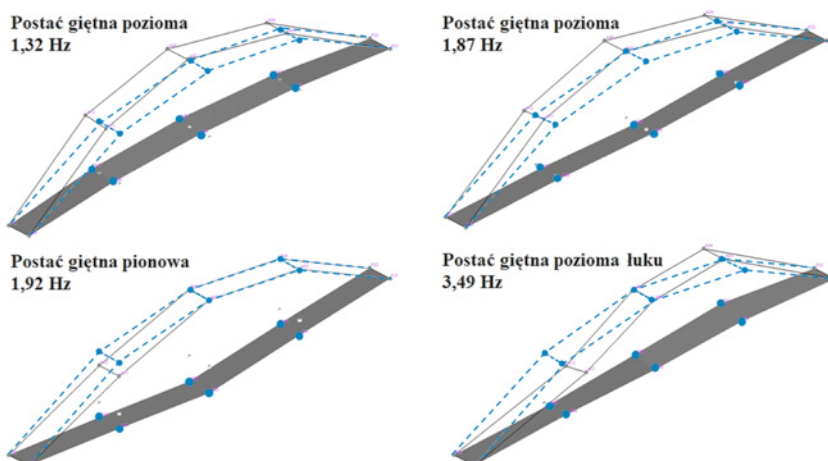 Postać giętna pozioma
1,32 Hz
Postać giętna pozioma
1,87 Hz
Postać giętna pionowa
1,92 Hz
Postać giętna pozioma łuku
3,49 Hz